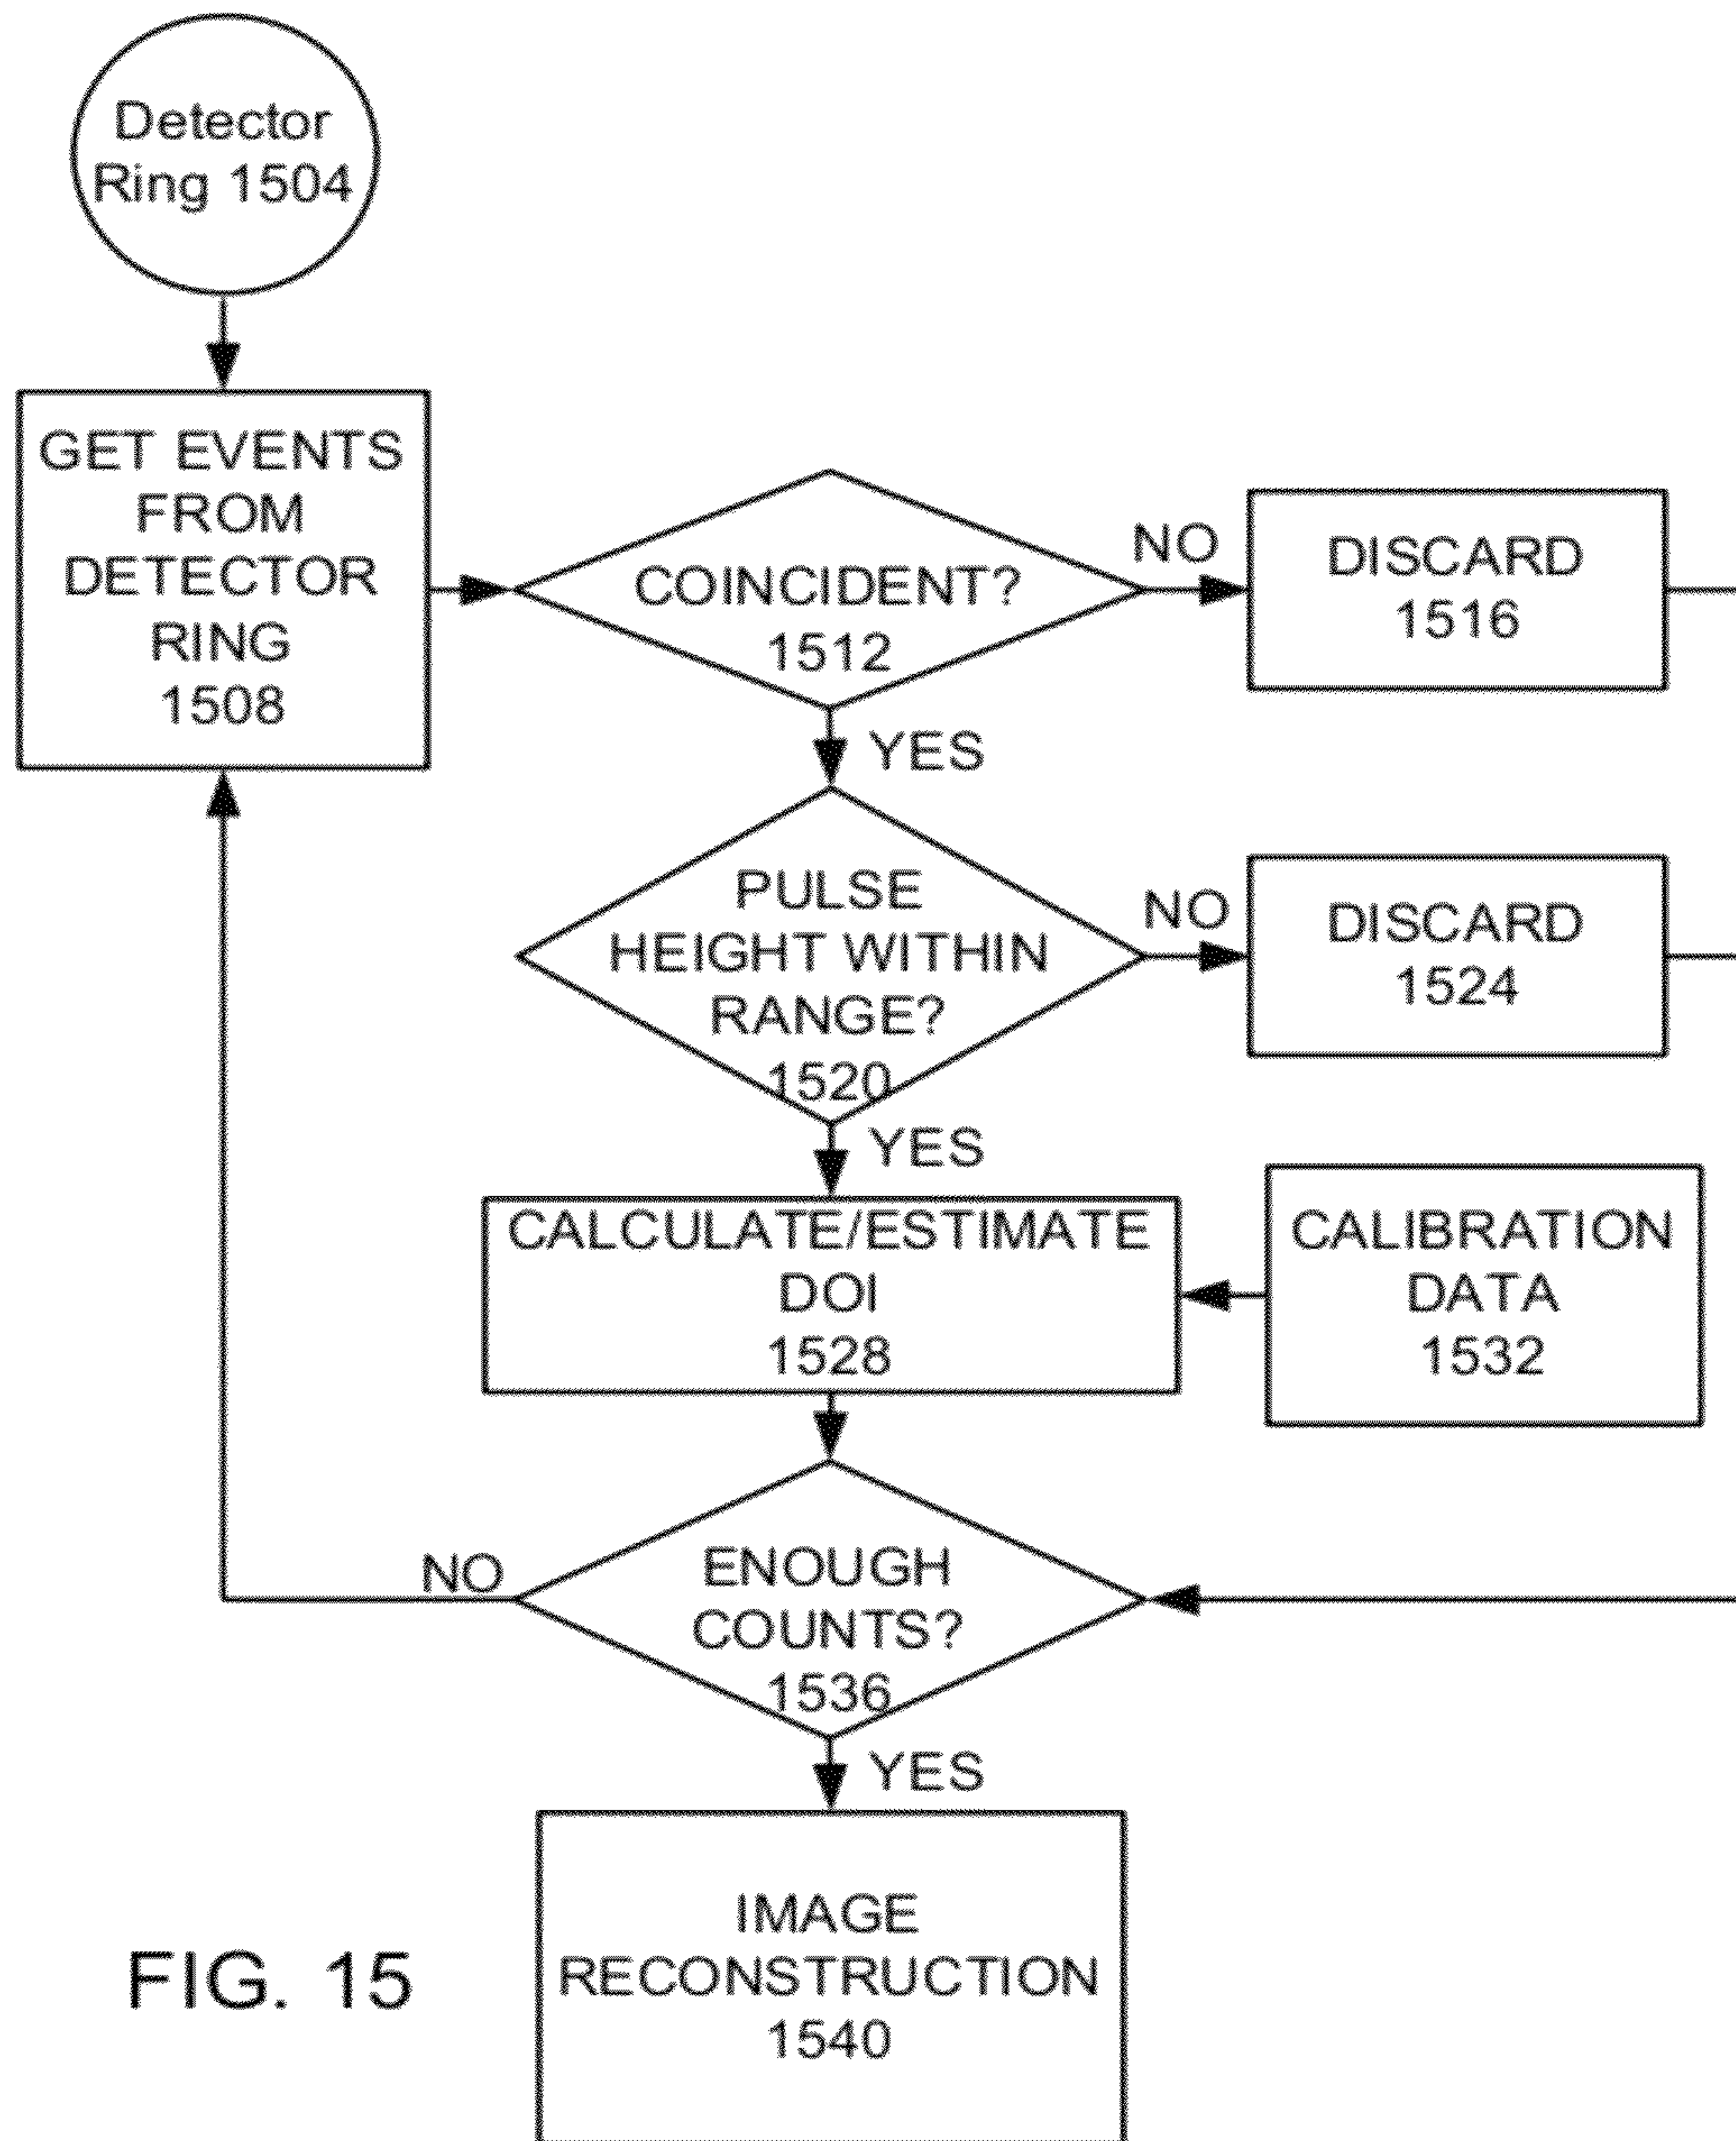 Detector
Ring 1504
GET EVENTS
FROM
DETECTOR
RING
1508
COINCIDENT?
1512
NO
DISCARD
1516
YES
PULSE
HEIGHT WITHIN
RANGE?
1520
NO
DISCARD
1524
YES
CALCULATE/ESTIMATE
DOI
1528
CALIBRATION
DATA
1532
ENOUGH
COUNTS?
1536
NO
YES
IMAGE
RECONSTRUCTION
1540
FIG. 15